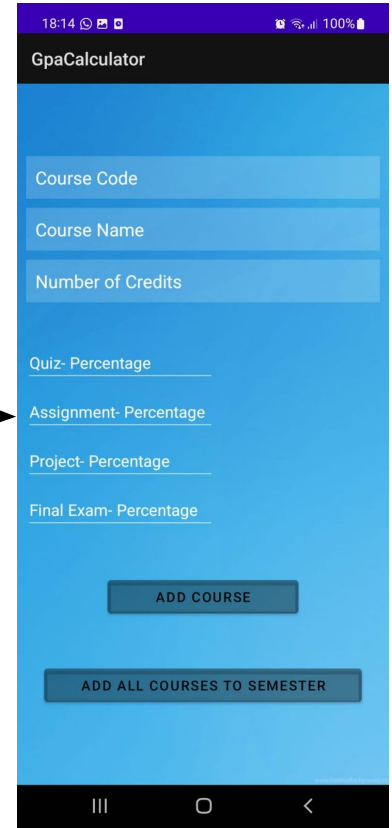 18:14 100%
GpaCalculator
Course Code
Course Name
Number of Credits
Quiz- Percentage
Assignment- Percentage
Project- Percentage
Final Exam- Percentage
ADD COURSE
ADD ALL COURSES TO SEMESTER